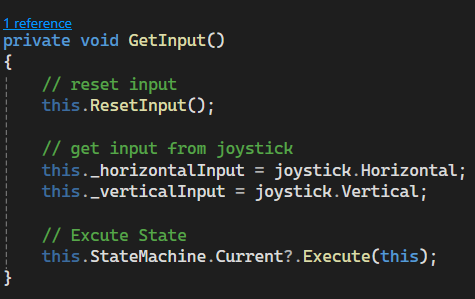 1 reference
private void GetInput()
{
// reset input
this.ResetInput();
// get input from joystick
this._horizontalInput = joystick.Horizontal;
this._verticalInput = joystick.Vertical;
// Excute State
this.StateMachine.Current?.Execute(this);
}